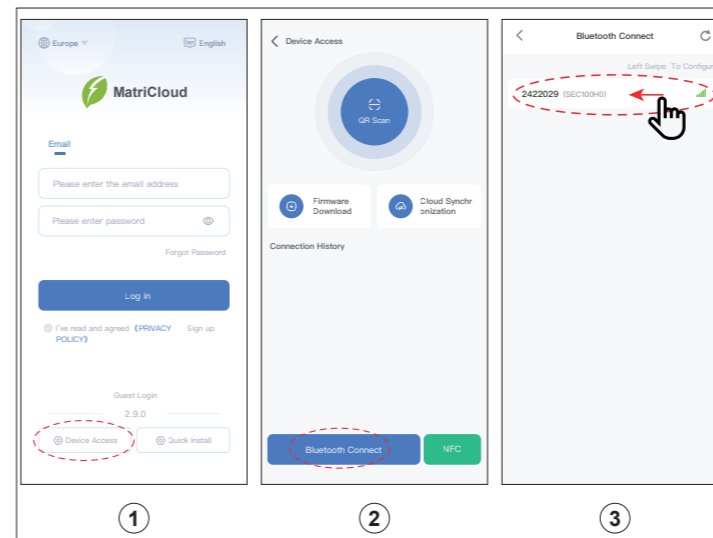 Europe
English
MatriCloud
Email
Please enter the email address
Please enter password
Forgot Password
Log in
I've read and agreed《PRIVACY POLICY》
Sign up
Guest Login
2.9.0
Device Access
Quick Install
1
Device Access
QR Scan
Firmware
Download
Cloud Synchr
onization
Connection History
Bluetooth Connect
NFC
2
Bluetooth Connect
Left Swipe To Configur
2422029 (SEC100H0)
3